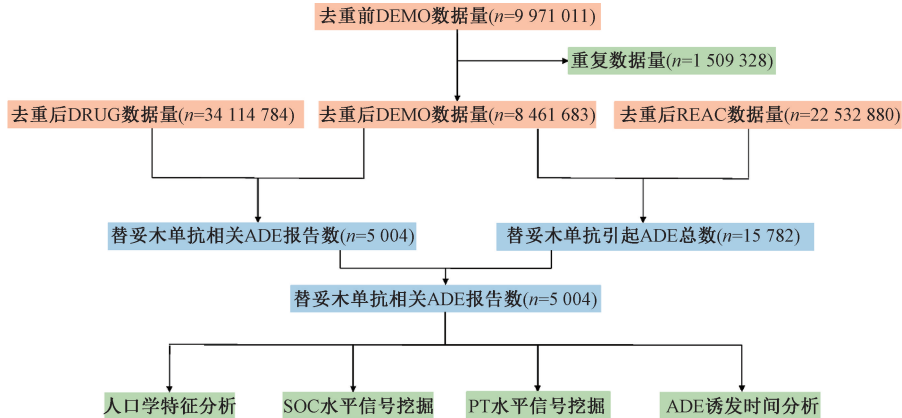 去重前DEMO数据量(n=9 971 011)
重复数据量(n=1 509 328)
去重后DRUG数据量(n=34 114 784)
去重后DEMO数据量(n=8 461 683)
去重后REAC数据量(n=22 532 880)
替妥木单抗相关ADE报告数(n=5 004)
替妥木单抗引起ADE总数(n=15 782)
替妥木单抗相关ADE报告数(n=5 004)
人口学特征分析
SOC水平信号挖掘
PT水平信号挖掘
ADE诱发时间分析